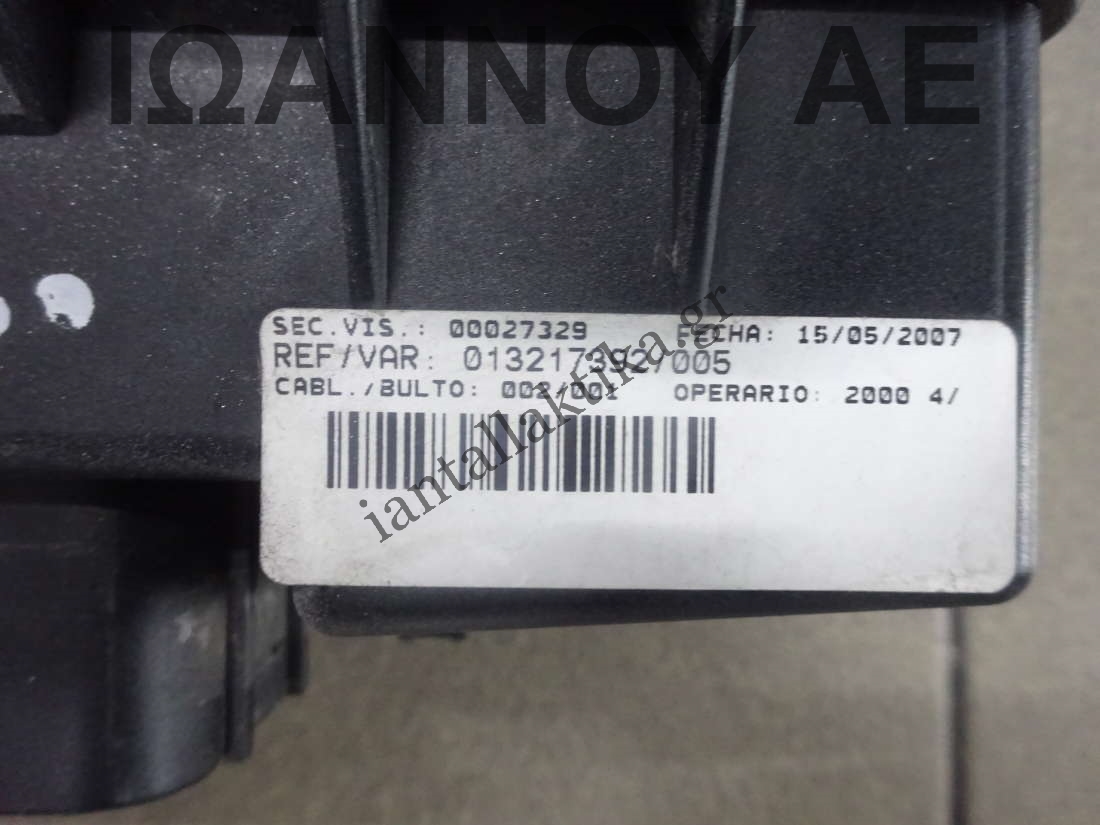 ΙΩΑΝΝΟΥ ΑΕ
SEC.VIS.: 00027329 FECHA: 15/05/2007
REF/VAR: 013217392/005
CABL./BULTO: 002/001 OPERARIO: 2000 4/
iantallaktika.gr